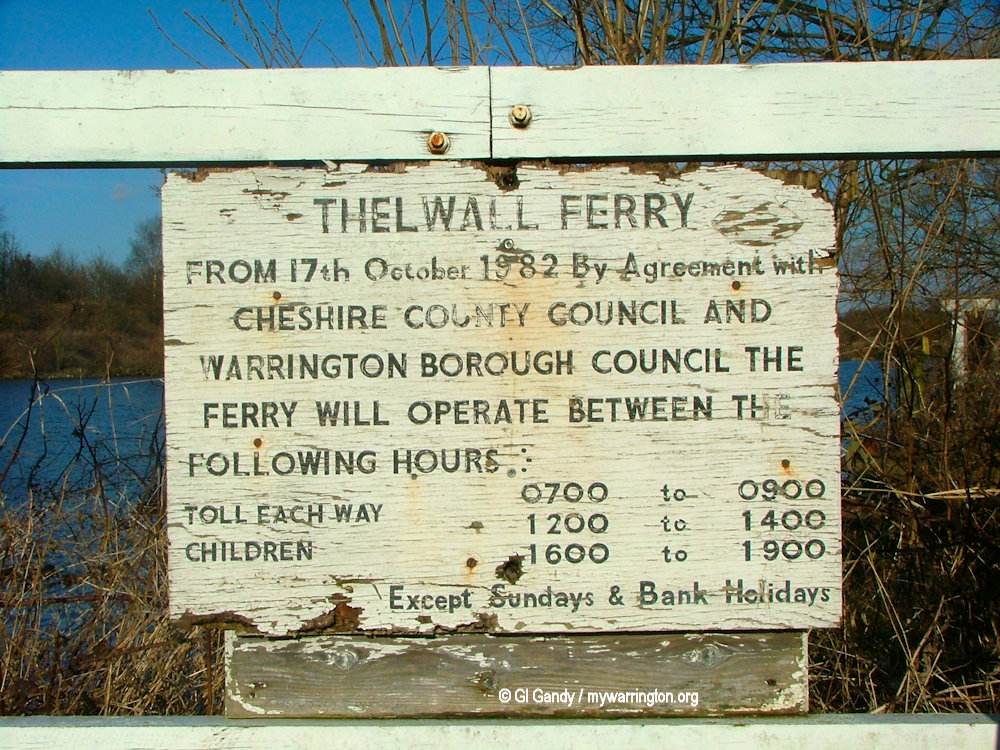 THELWALL FERRY
FROM 17th October 1982 By Agreement with
CHESHIRE COUNTY COUNCIL AND
WARRINGTON BOROUGH COUNCIL THE
FERRY WILL OPERATE BETWEEN THE
FOLLOWING HOURS :
0700 to 0900
TOLL EACH WAY 1200 to 1400
CHILDREN 1600 to 1900
Except Sundays & Bank Holidays
© GI Gandy / mywarrington.org